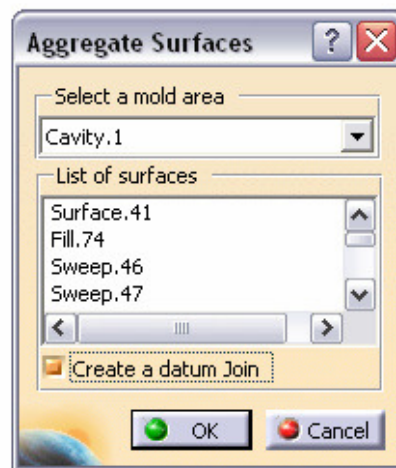 Aggregate Surfaces ?
Select a mold area
Cavity.1
List of surfaces
Surface.41
Fill.74
Sweep.46
Sweep.47
Create a datum Join
OK Cancel